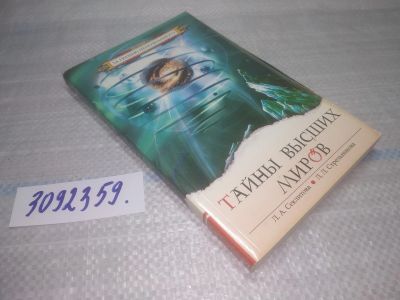 ТАЙНЫ ВЫСШИХ
МИРОВ
Л. А. Секлитова Л. Л. Стрельникова
3092359.